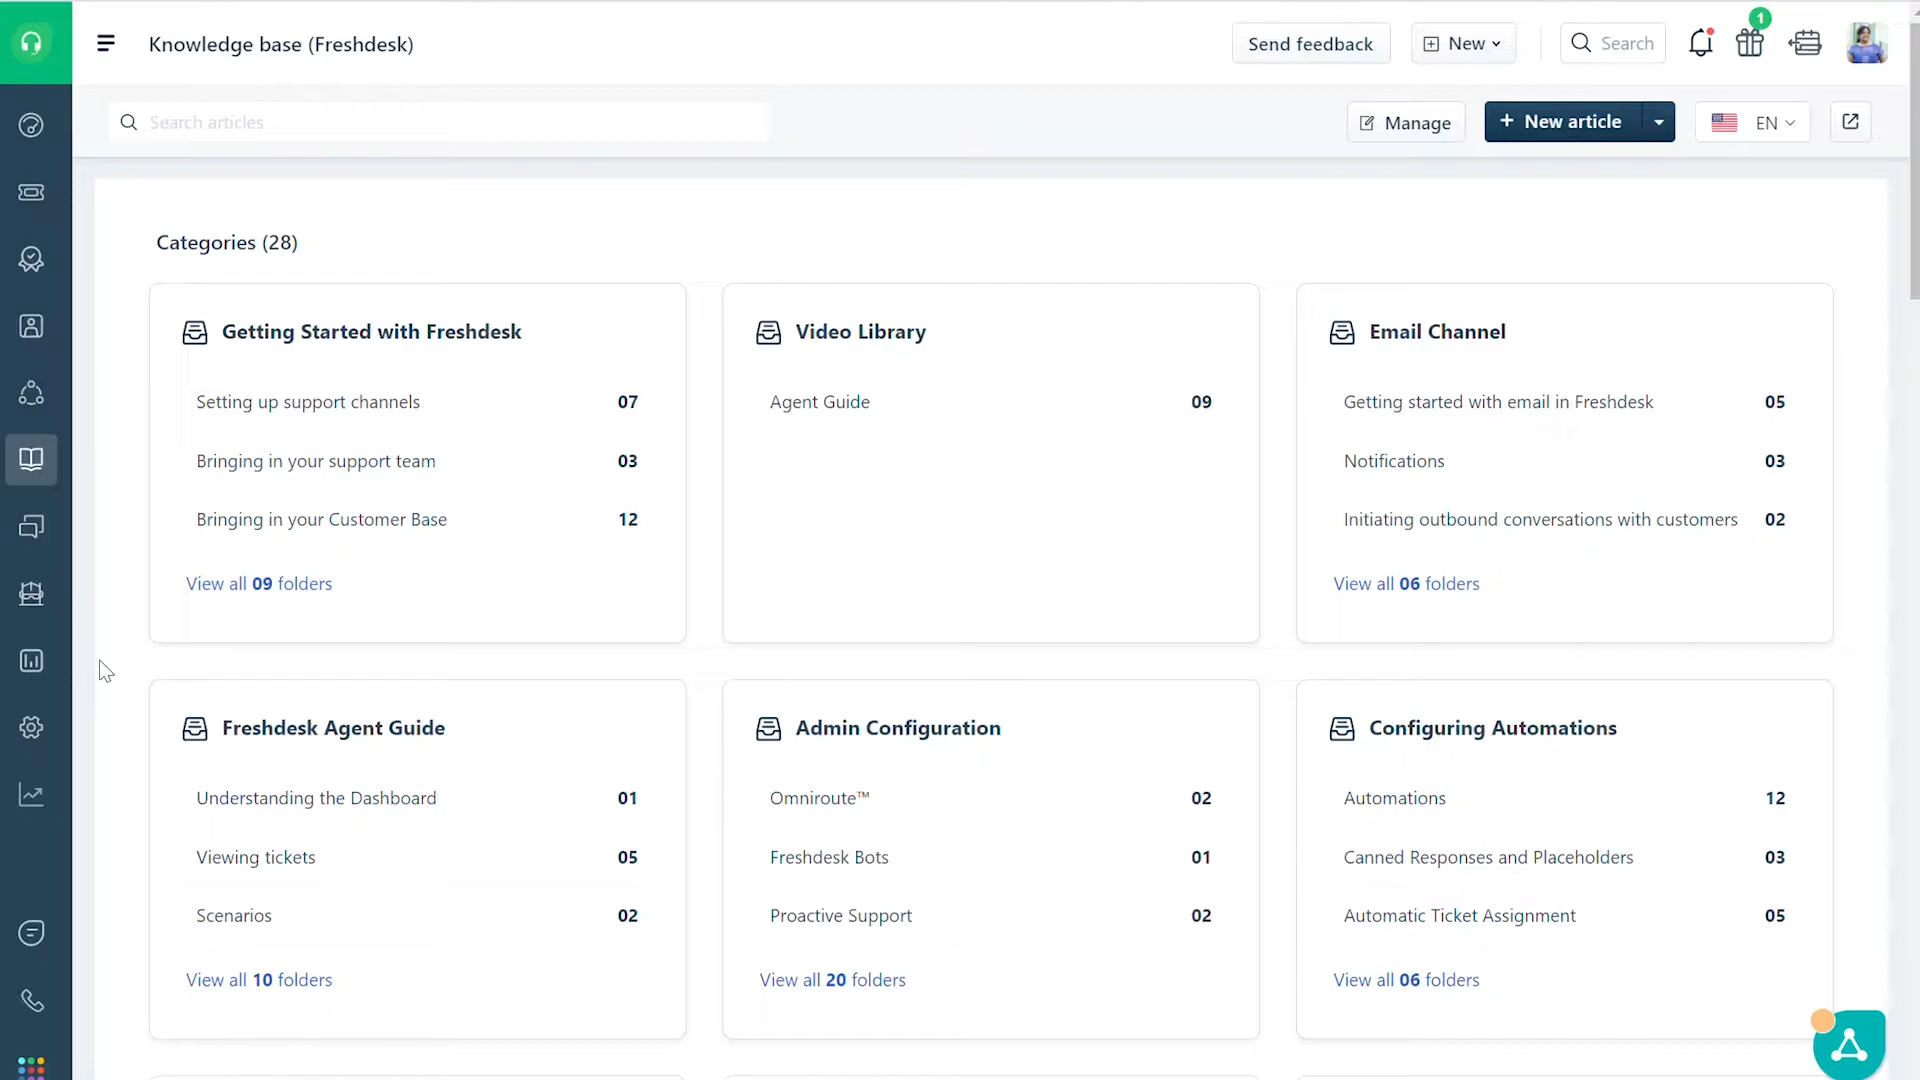 Knowledge base (Freshdesk)
Send feedback
New
Search
1
Search articles
Manage
+ New article
EN
Categories (28)
Getting Started with Freshdesk
Setting up support channels 07
Bringing in your support team 03
Bringing in your Customer Base 12
View all 09 folders
Video Library
Agent Guide 09
Email Channel
Getting started with email in Freshdesk 05
Notifications 03
Initiating outbound conversations with customers 02
View all 06 folders
Freshdesk Agent Guide
Understanding the Dashboard 01
Viewing tickets 05
Scenarios 02
View all 10 folders
Admin Configuration
Omniroute™ 02
Freshdesk Bots 01
Proactive Support 02
View all 20 folders
Configuring Automations
Automations 12
Canned Responses and Placeholders 03
Automatic Ticket Assignment 05
View all 06 folders